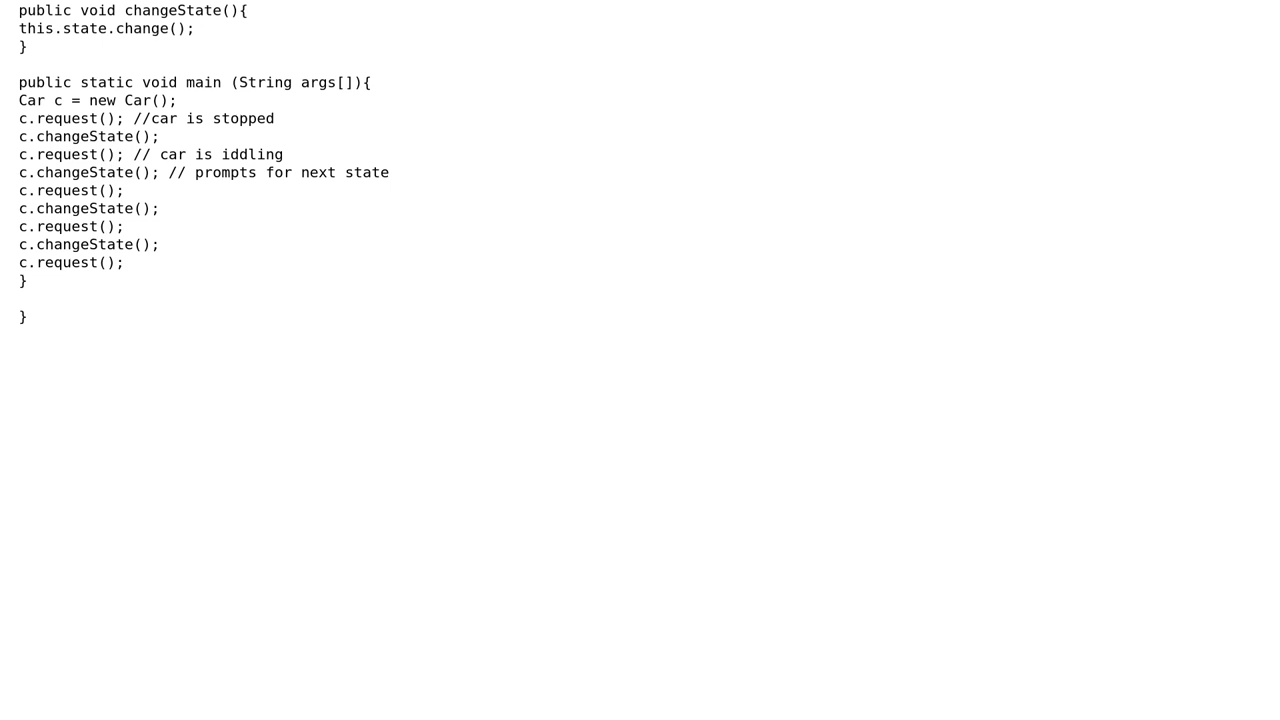 public void changeState(){
this.state.change();
}
public static void main (String args[]){
Car c = new Car();
c.request(); //car is stopped
c.changeState();
c.request(); // car is iddling
c.changeState(); // prompts for next state
c.request();
c.changeState();
c.request();
c.changeState();
c.request();
}
}